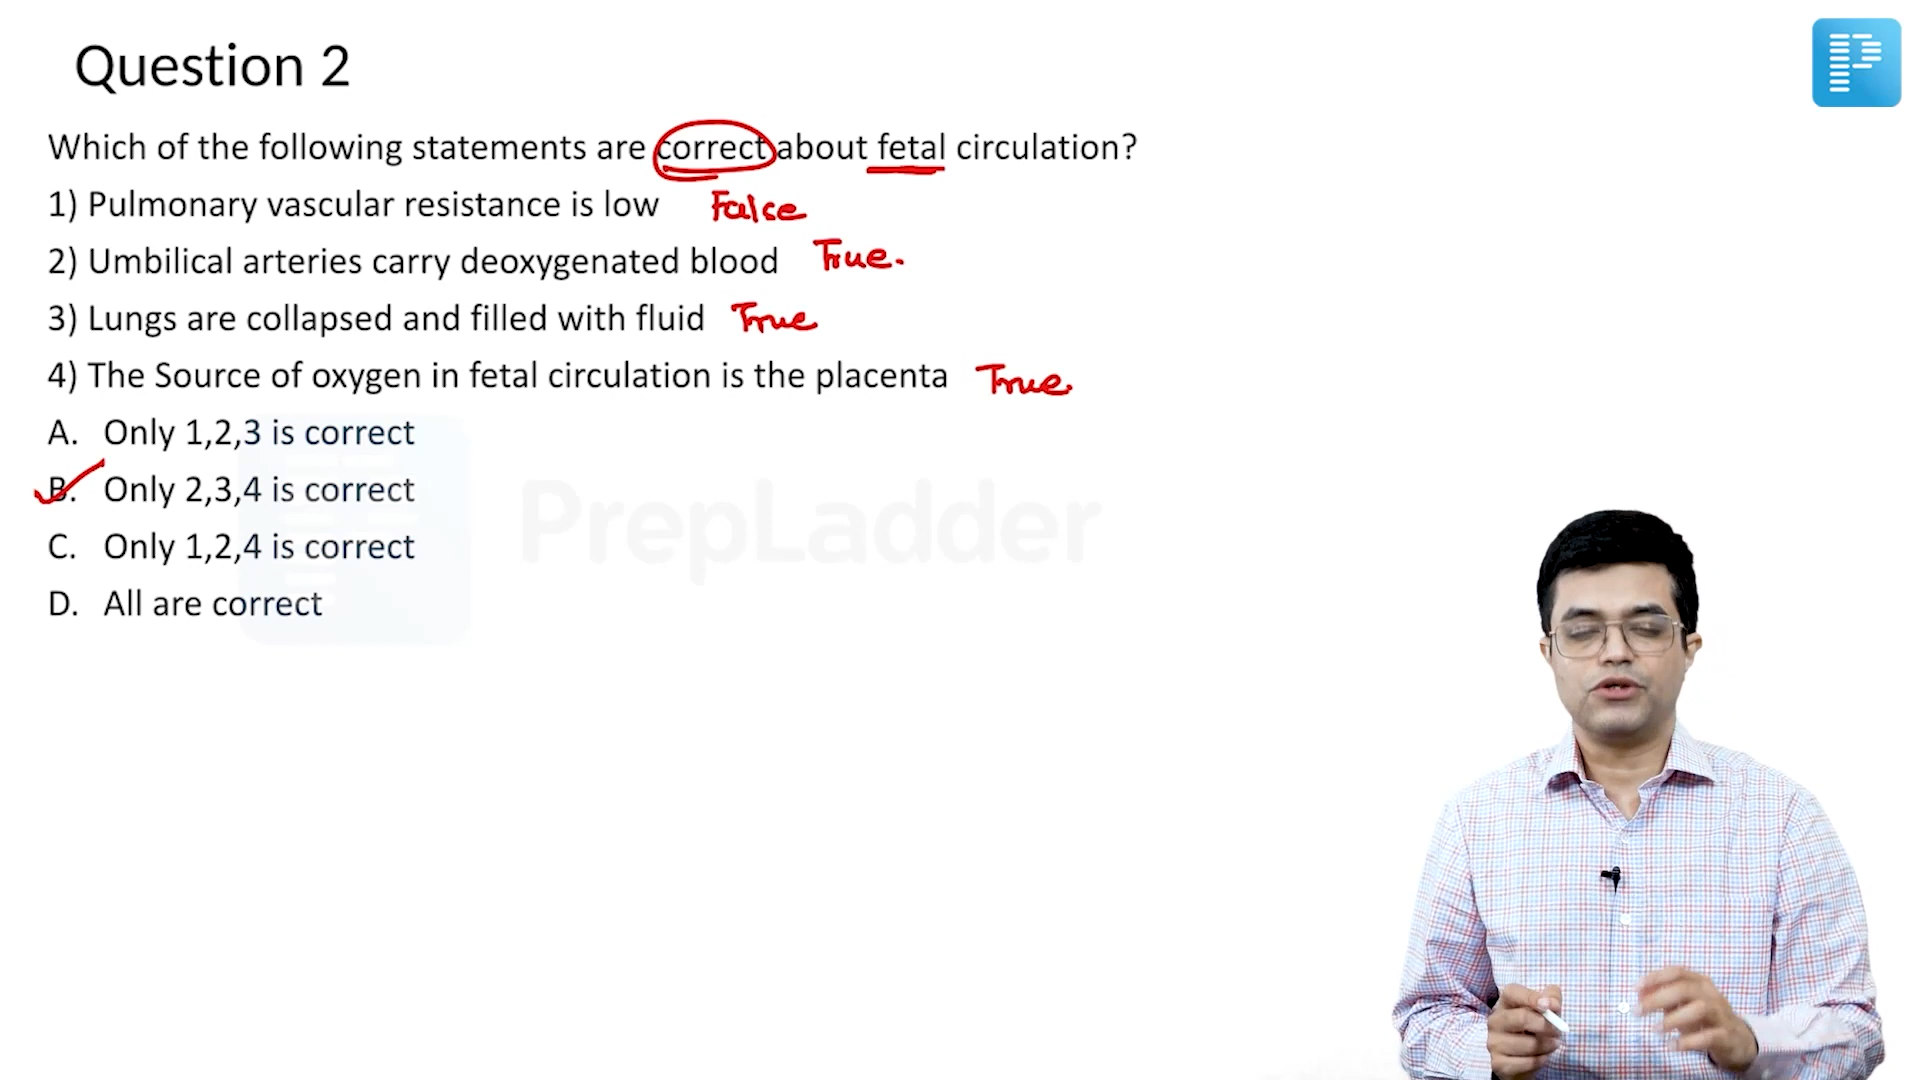 Question 2
Which of the following statements are correct about fetal circulation?
1) Pulmonary vascular resistance is low False
2) Umbilical arteries carry deoxygenated blood True.
3) Lungs are collapsed and filled with fluid True
4) The Source of oxygen in fetal circulation is the placenta True.
A. Only 1,2,3 is correct
B. Only 2,3,4 is correct
C. Only 1,2,4 is correct
D. All are correct
PrepLadder